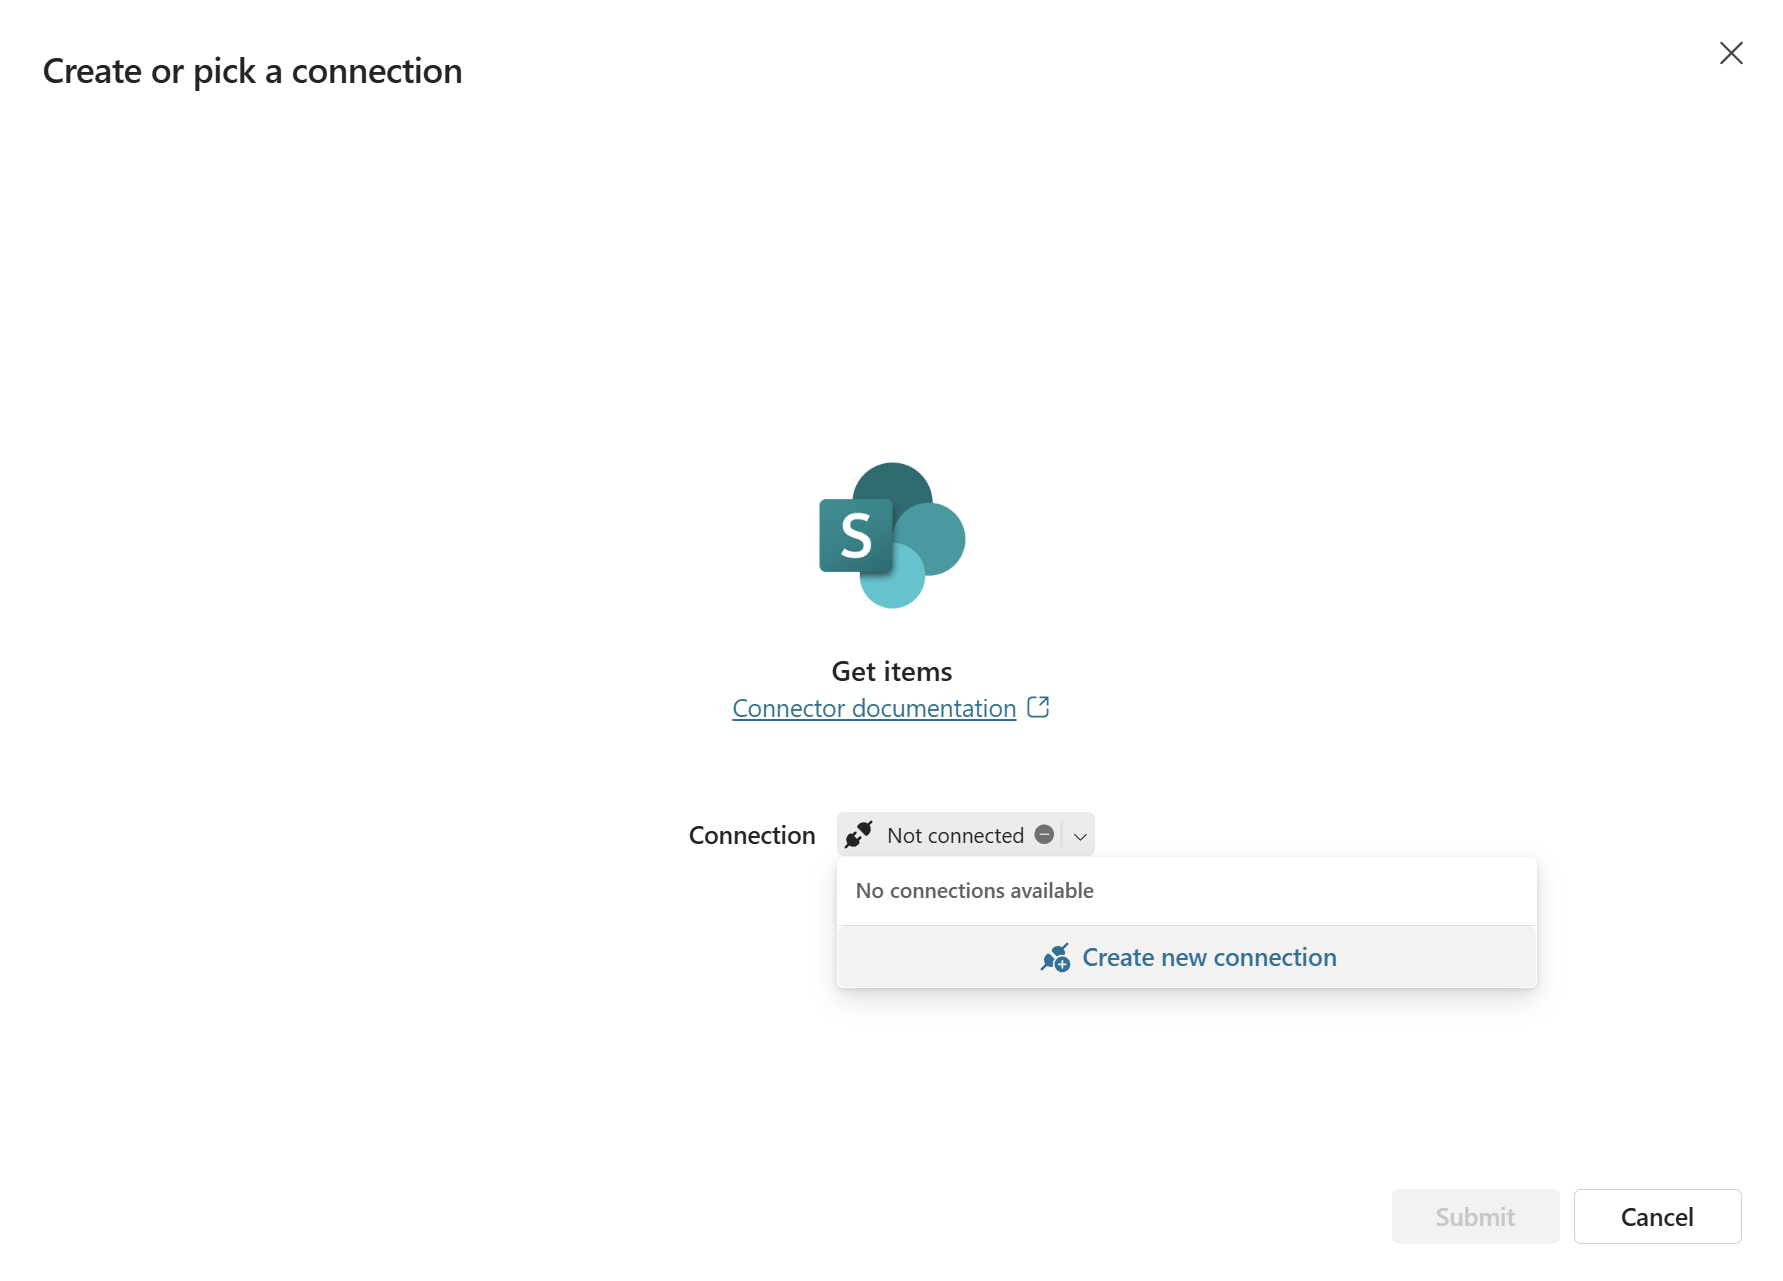 Create or pick a connection
S
Get items
Connector documentation
Connection
Not connected
No connections available
Create new connection
Submit
Cancel